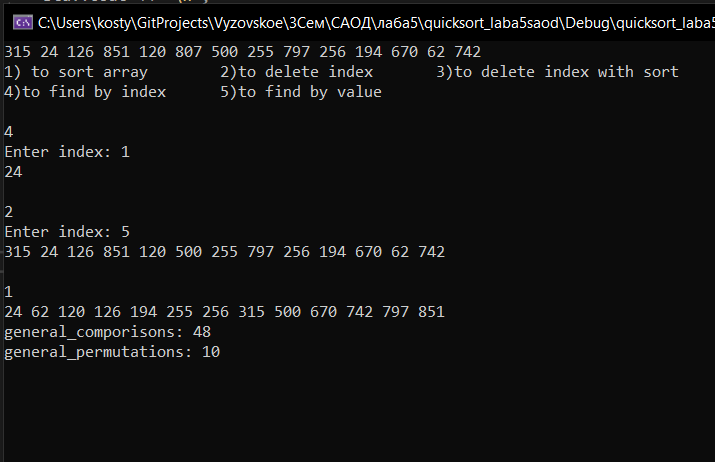 C:\Users\kosty\GitProjects\Vyzovskoe\3Сем\САОД\лаба5\quicksort_laba5saod\Debug\quicksort_laba5
315 24 126 851 120 807 500 255 797 256 194 670 62 742
1) to sort array 2)to delete index 3)to delete index with sort
4)to find by index 5)to find by value
4
Enter index: 1
24
2
Enter index: 5
315 24 126 851 120 500 255 797 256 194 670 62 742
1
24 62 120 126 194 255 256 315 500 670 742 797 851
general_comporisons: 48
general_permutations: 10